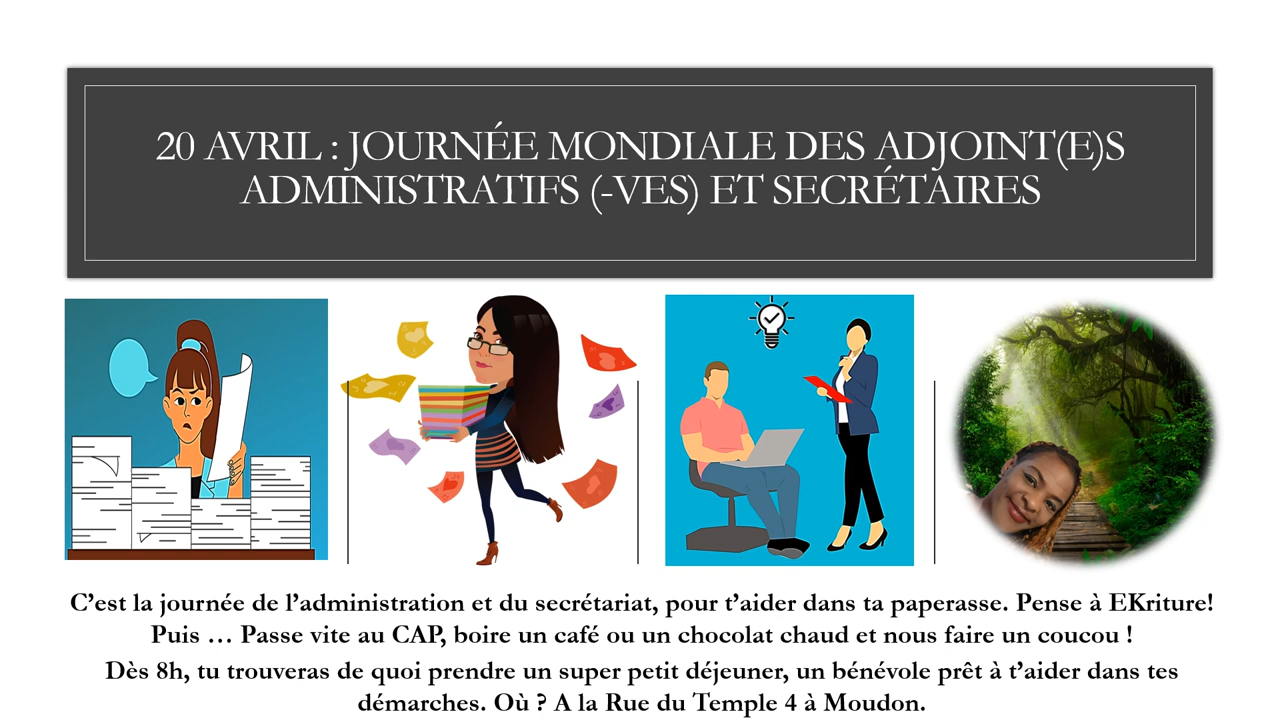 20 AVRIL : JOURNÉE MONDIALE DES ADJOINT(E)S
ADMINISTRATIFS (-VES) ET SECRÉTAIRES
C’est la journée de l’administration et du secrétariat, pour t’aider dans ta paperasse. Pense à EKriture!
Puis … Passe vite au CAP, boire un café ou un chocolat chaud et nous faire un coucou !
Dès 8h, tu trouveras de quoi prendre un super petit déjeuner, un bénévole prêt à t’aider dans tes
démarches. Où ? A la Rue du Temple 4 à Moudon.